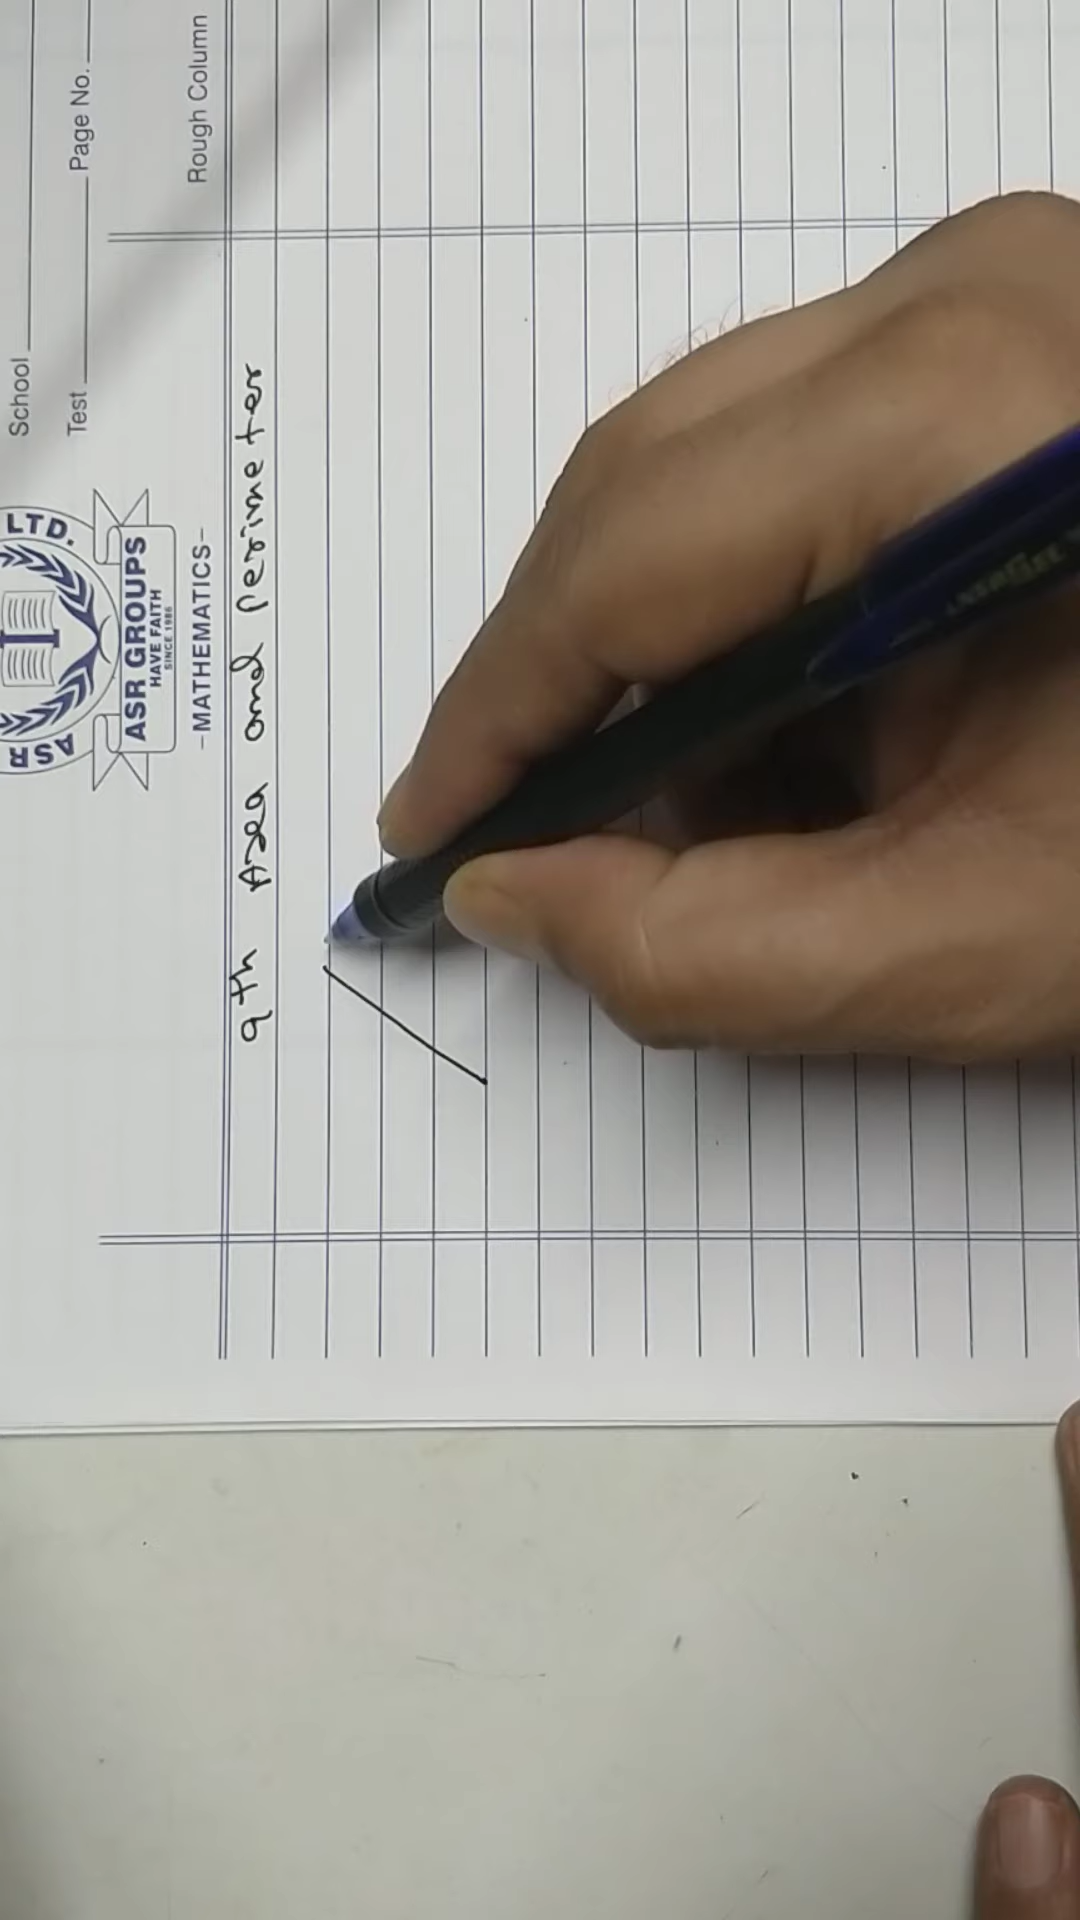 School
Test Page No.
ASR LTD.
ASR GROUPS
HAVE FAITH
SINCE 1986
-MATHEMATICS-
Rough Column
9th Area and perimeter